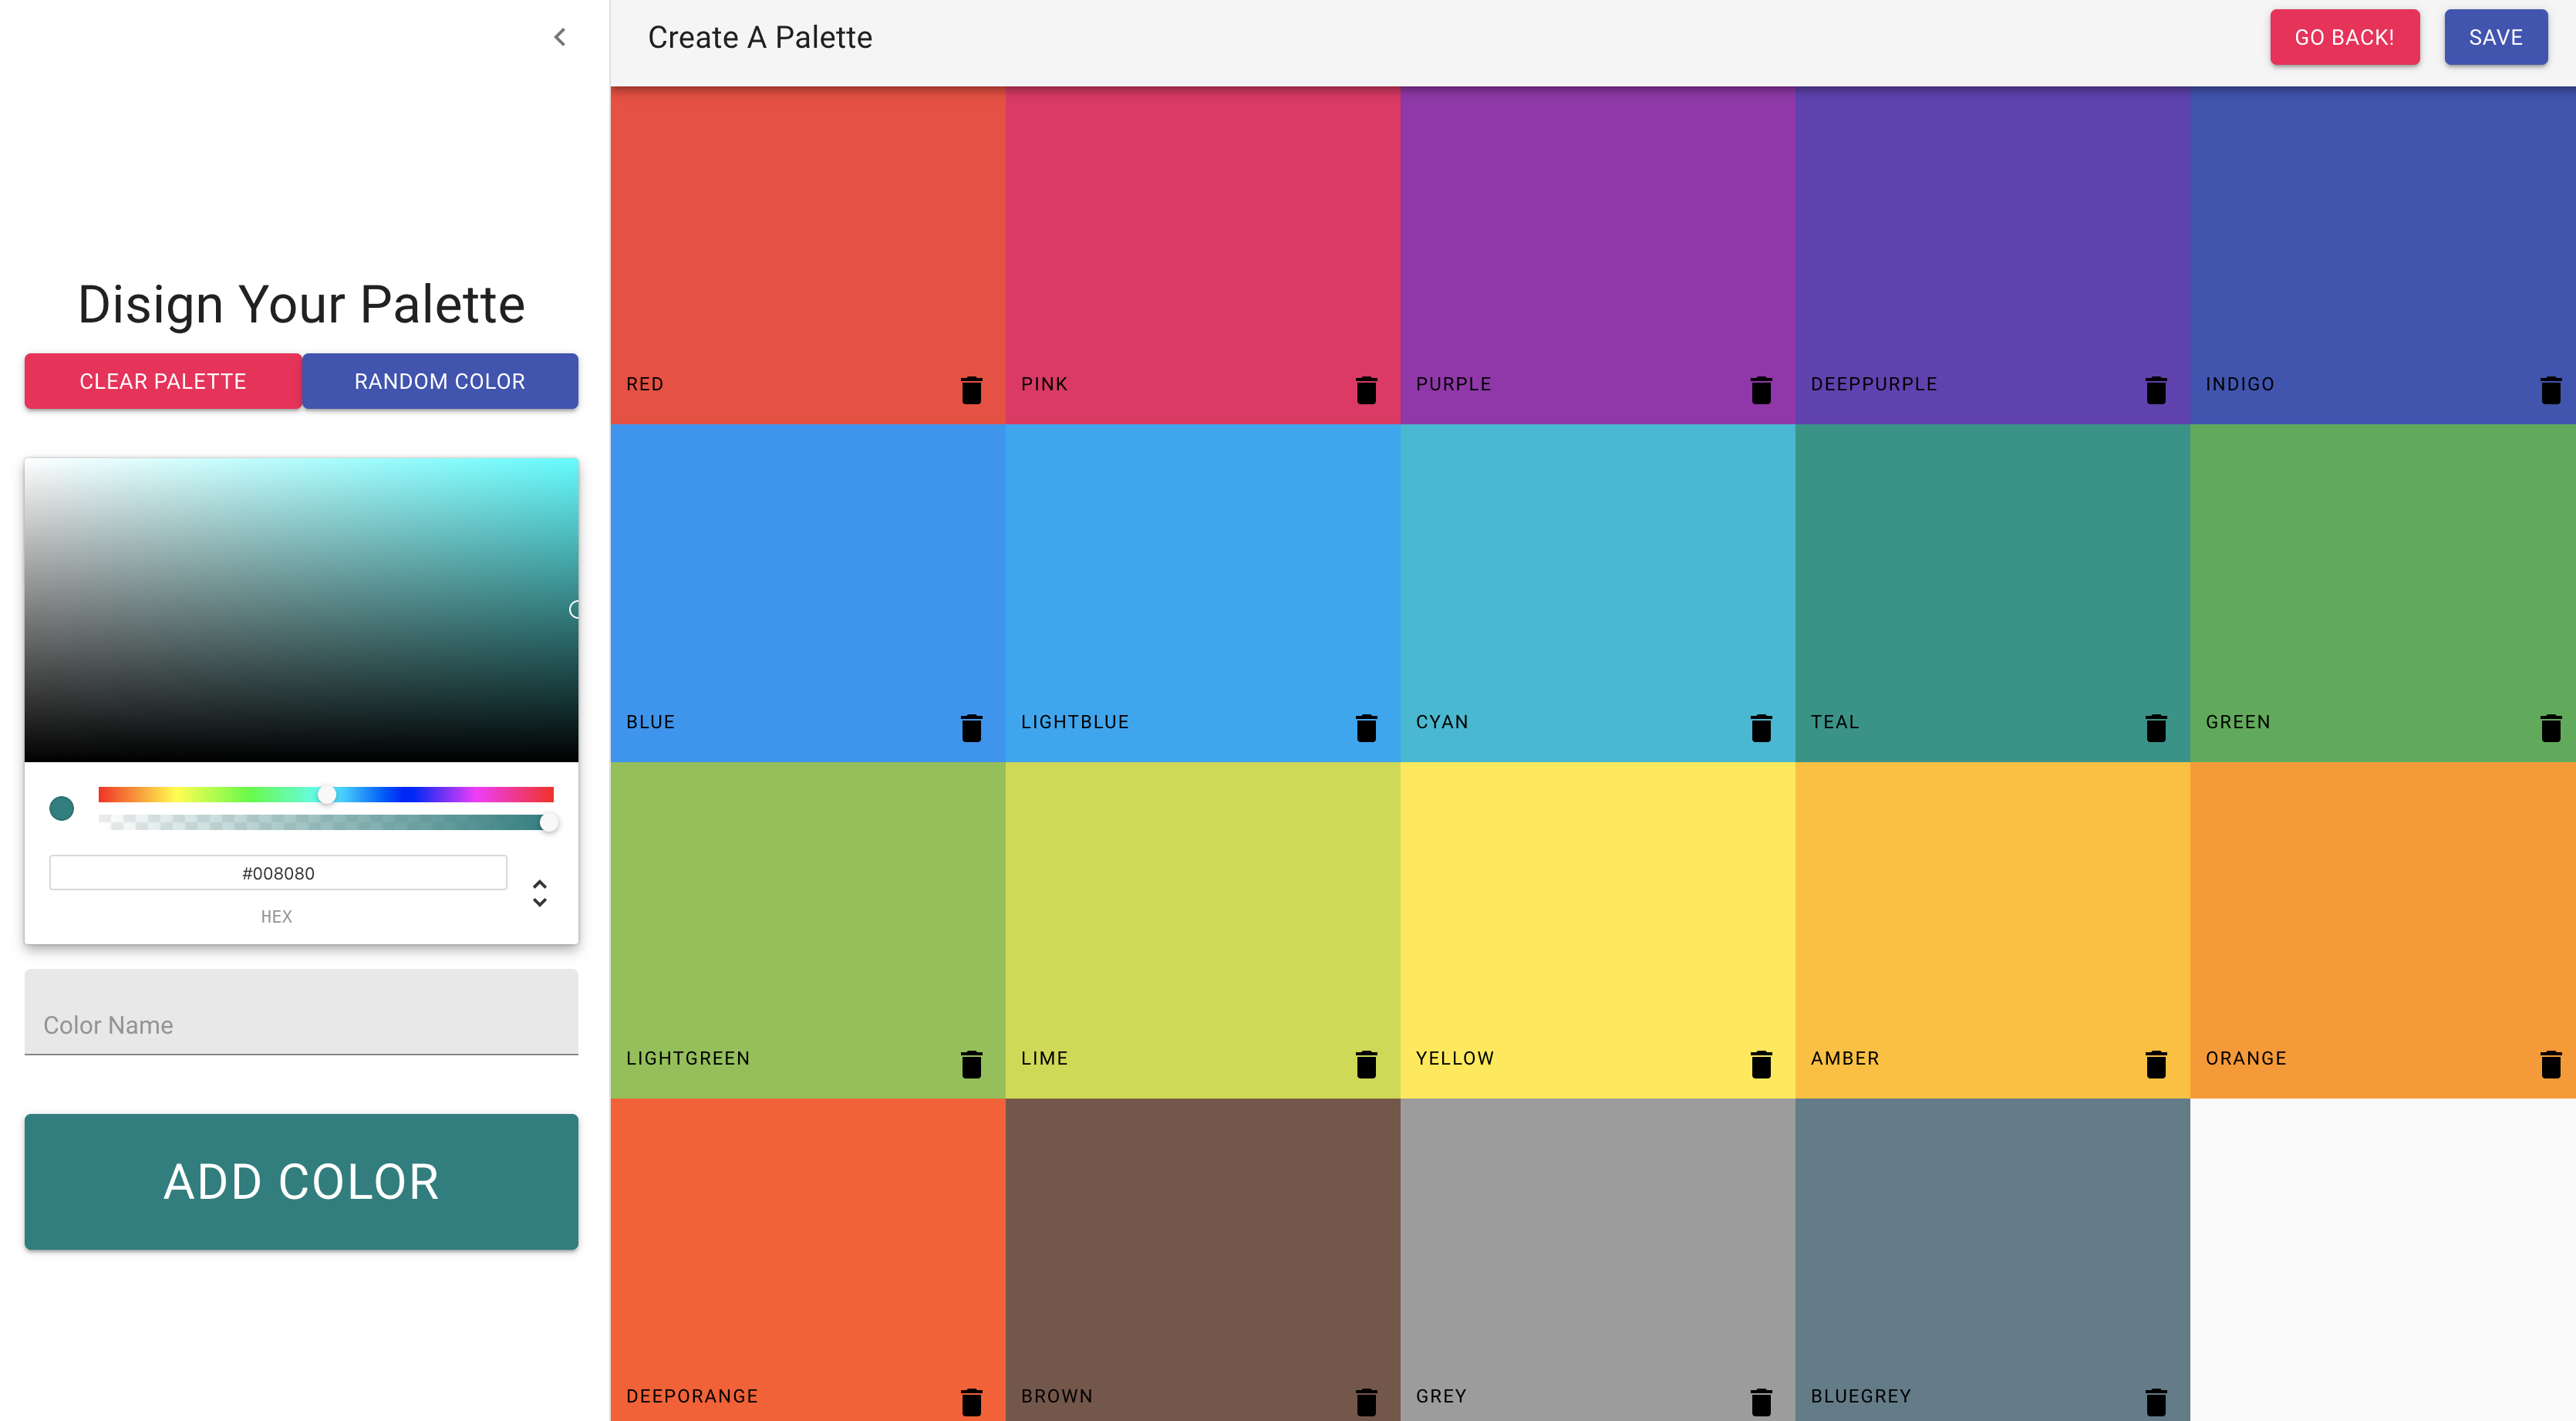 Create A Palette
GO BACK!
SAVE
Disign Your Palette
CLEAR PALETTE
RANDOM COLOR
#008080
HEX
Color Name
ADD COLOR
RED
PINK
PURPLE
DEEPPURPLE
INDIGO
BLUE
LIGHTBLUE
CYAN
TEAL
GREEN
LIGHTGREEN
LIME
YELLOW
AMBER
ORANGE
DEEPORANGE
BROWN
GREY
BLUEGREY